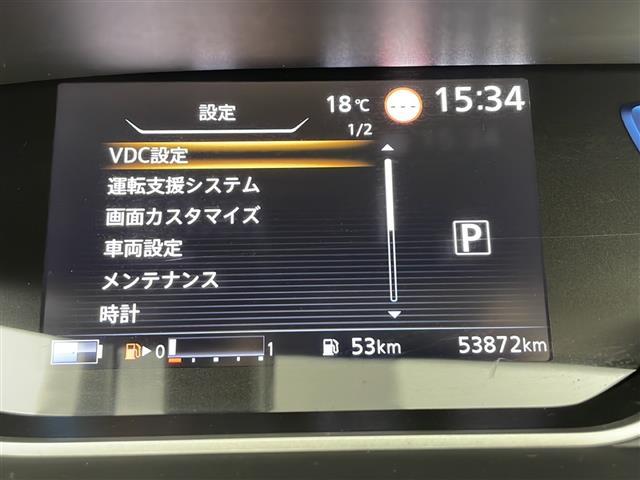 設定 18℃ --- 15:34
1/2
VDC設定
運転支援システム
画面カスタマイズ
車両設定 P
メンテナンス
時計
0 1 53km 53872km